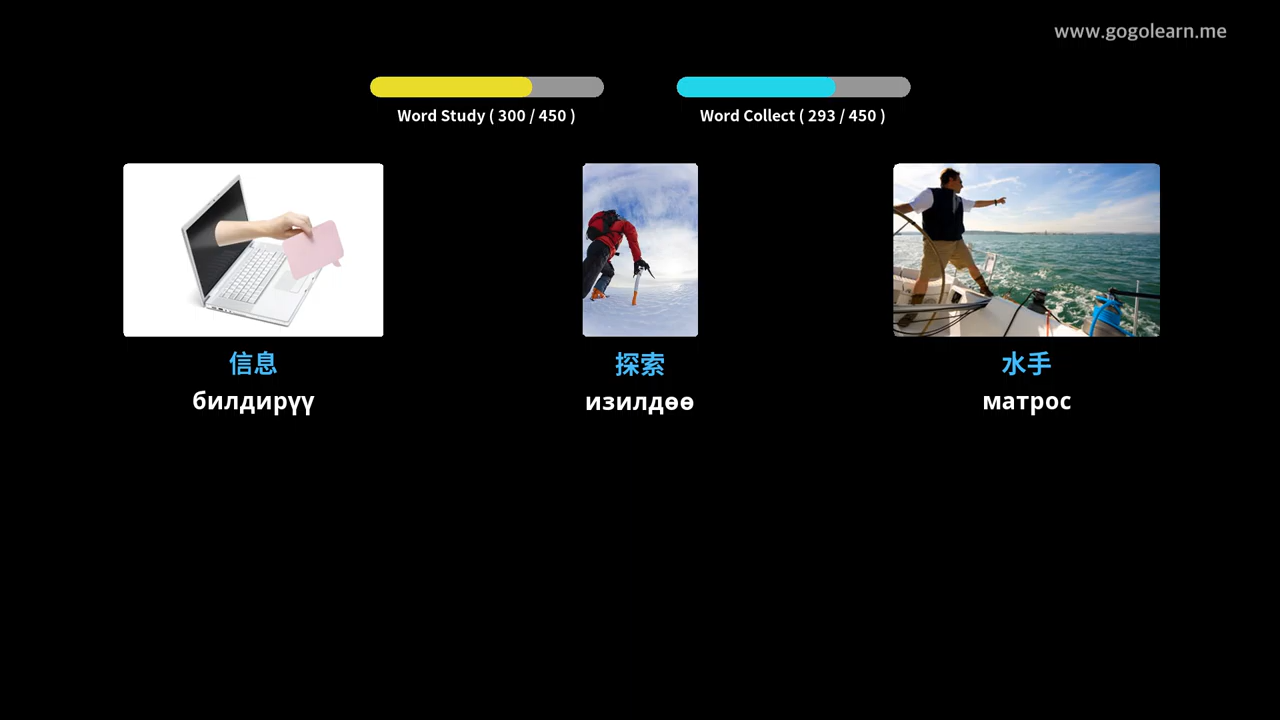 www.gogolearn.me
Word Study ( 300 / 450 )
Word Collect ( 293 / 450 )
信息
билдирүү
探索
изилдөө
水手
матрос